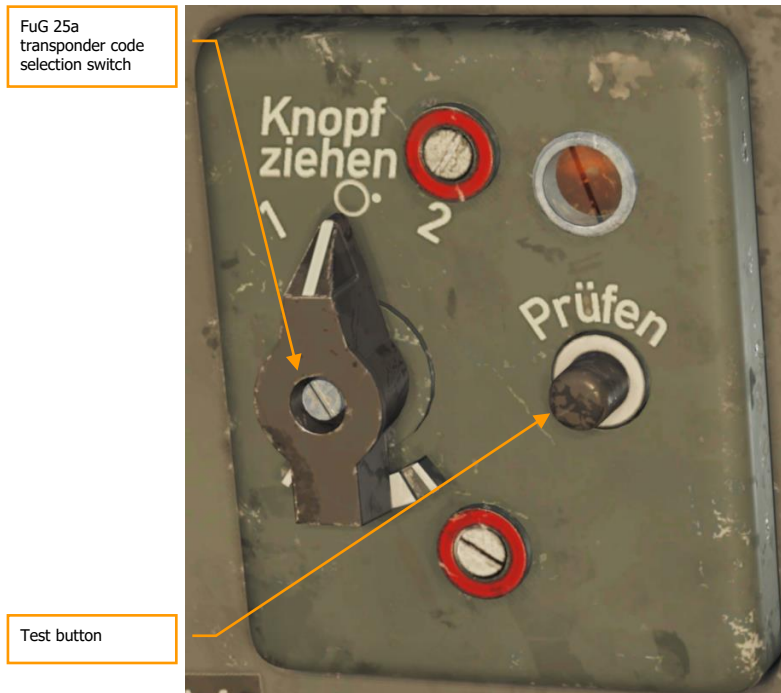 FuG 25a
transponder code
selection switch
Knopf
ziehen
1
2
Prüfen
Test button